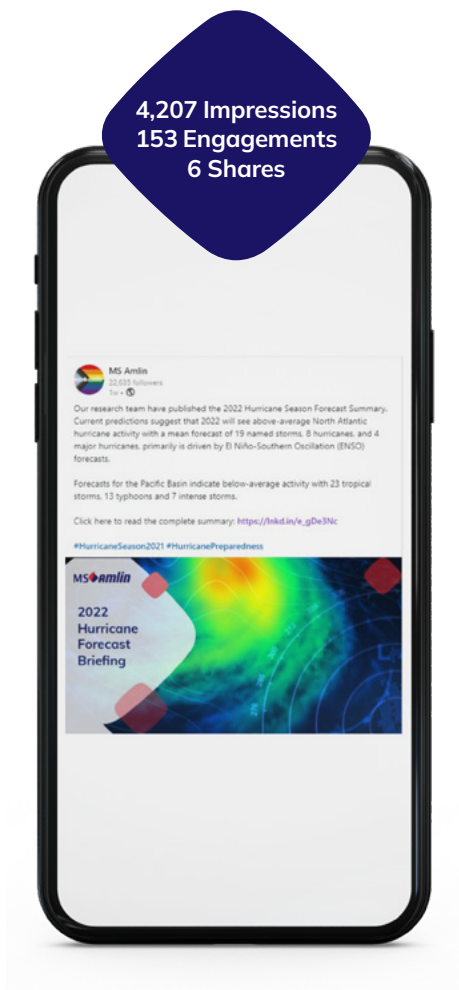 4,207 Impressions
153 Engagements
6 Shares
MS Amlin
22,635 followers
1w •
Our research team have published the 2022 Hurricane Season Forecast Summary.
Current predictions suggest that 2022 will see above-average North Atlantic
hurricane activity with a mean forecast of 19 named storms, 8 hurricanes, and 4
major hurricanes, primarily is driven by El Niño-Southern Oscillation (ENSO)
forecasts.
Forecasts for the Pacific Basin indicate below-average activity with 23 tropical
storms, 13 typhoons and 7 intense storms.
Click here to read the complete summary: https://lnkd.in/e_gDe3Nc
#HurricaneSeason2021 #HurricanePreparedness
MS amlin
2022
Hurricane
Forecast
Briefing